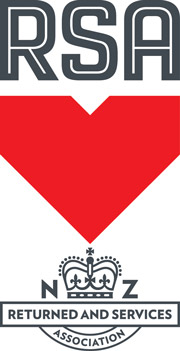 RSA
N Z
RETURNED AND SERVICES
ASSOCIATION